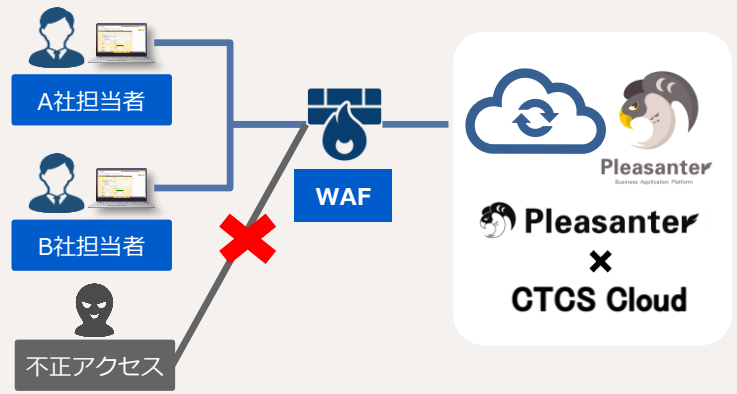 A社担当者
B社担当者
不正アクセス
WAF
Pleasanter
Business Application Platform
Pleasanter
×
CTCS Cloud